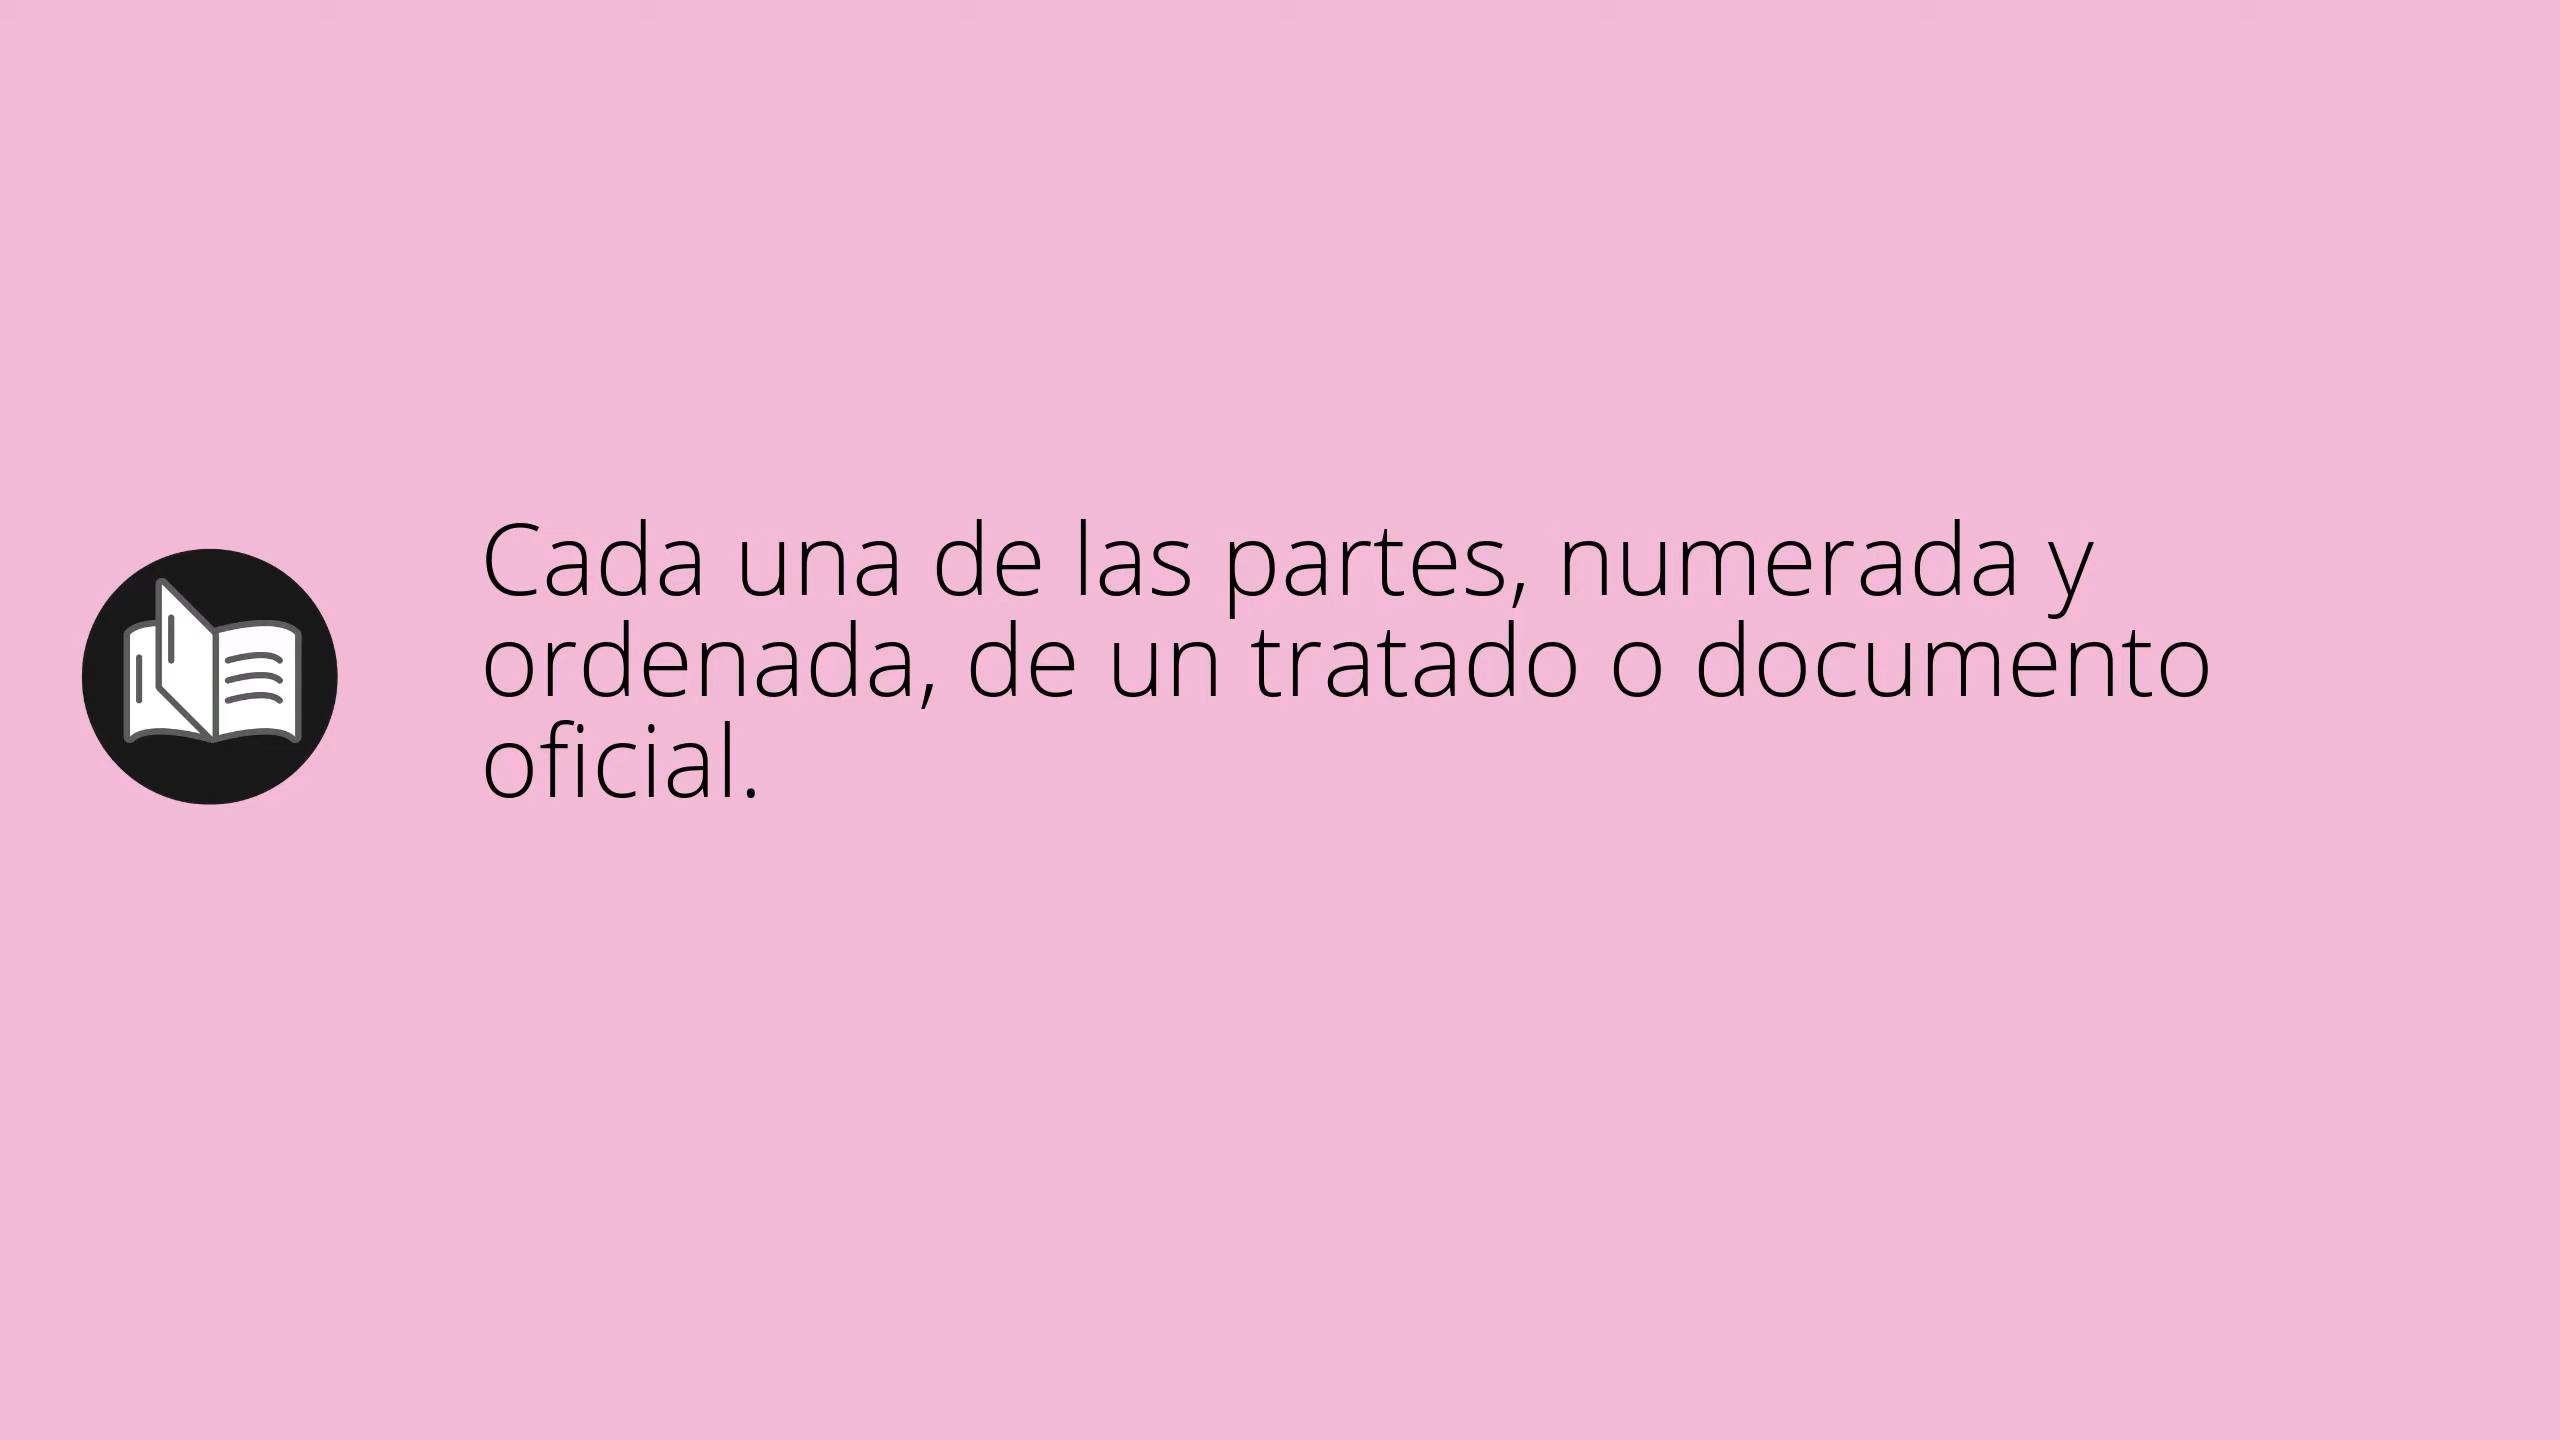 Cada una de las partes, numerada y
ordenada, de un tratado o documento
oficial.